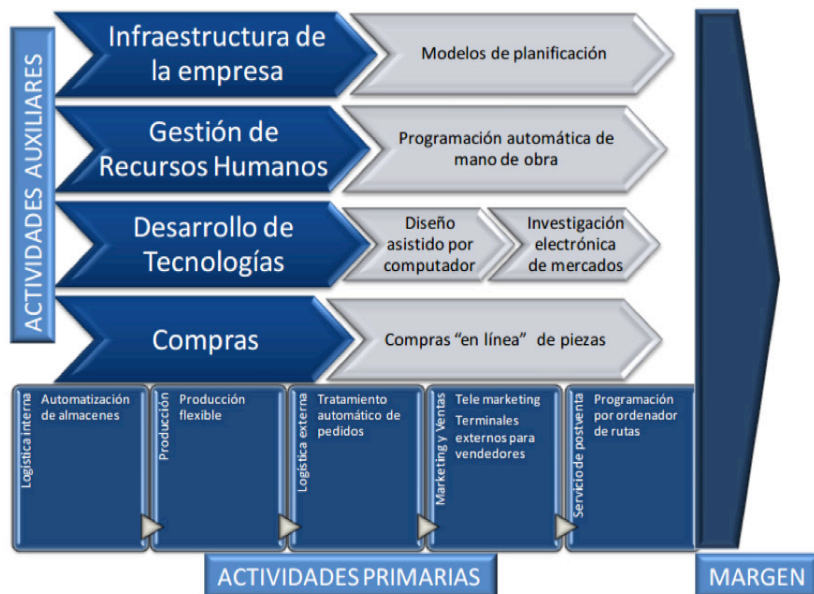 ACTIVIDADES AUXILIARES
Infraestructura de
la empresa
Modelos de planificación
Gestión de
Recursos Humanos
Programación automática de
mano de obra
Desarrollo de
Tecnologías
Diseño
asistido por
computador
Investigación
electrónica
de mercados
Compras
Compras “en línea” de piezas
Logística interna
Automatización
de almacenes
Producción
Producción
flexible
Logística externa
Tratamiento
automático de
pedidos
Marketing y Ventas
Tele marketing
Terminales
externos para
vendedores
Servicio de postventa
Programación
por ordenador
de rutas
ACTIVIDADES PRIMARIAS
MARGEN